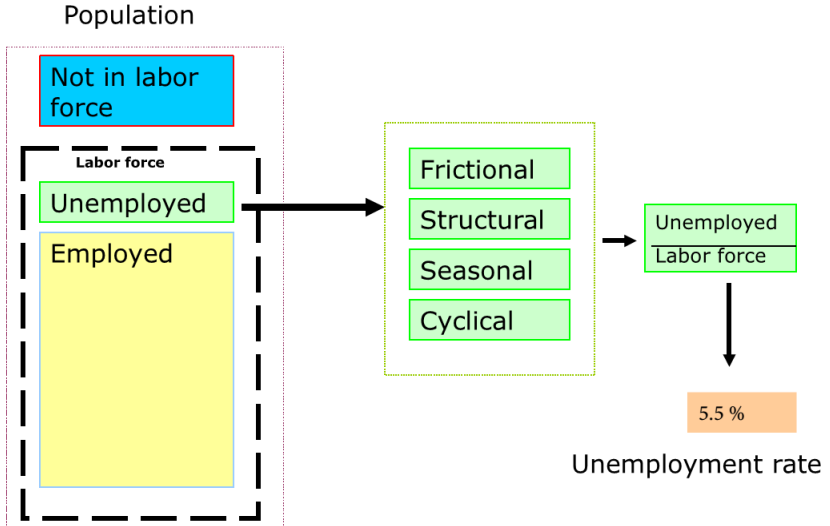 Population
Not in labor
force
Labor force
Unemployed
Employed
Frictional
Structural
Seasonal
Cyclical
Unemployed
Labor force
5.5 %
Unemployment rate